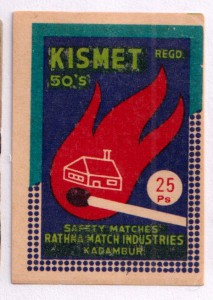 KISMET REGD.
50,'S
25
Ps
SAFETY MATCHES
RATHNA MATCH INDUSTRIES
KADAMBUR